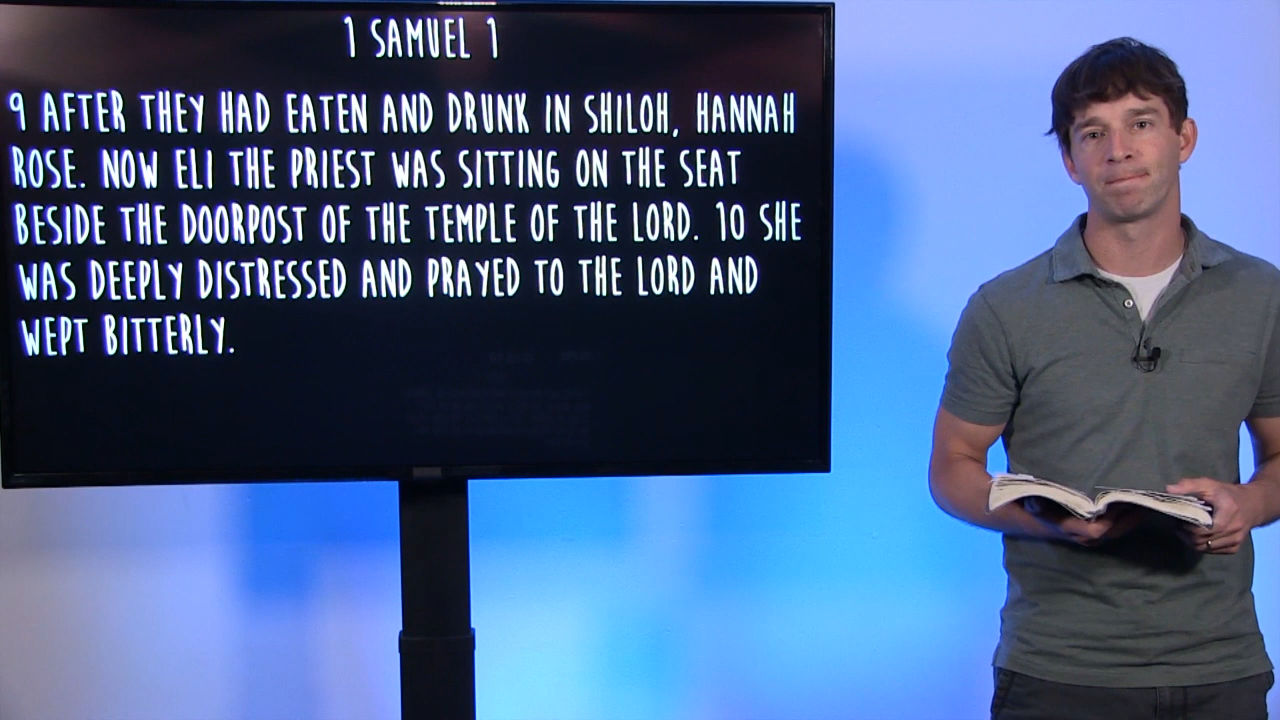 1 SAMUEL 1
9 AFTER THEY HAD EATEN AND DRUNK IN SHILOH, HANNAH
ROSE. NOW ELI THE PRIEST WAS SITTING ON THE SEAT
BESIDE THE DOORPOST OF THE TEMPLE OF THE LORD. 10 SHE
WAS DEEPLY DISTRESSED AND PRAYED TO THE LORD AND
WEPT BITTERLY.